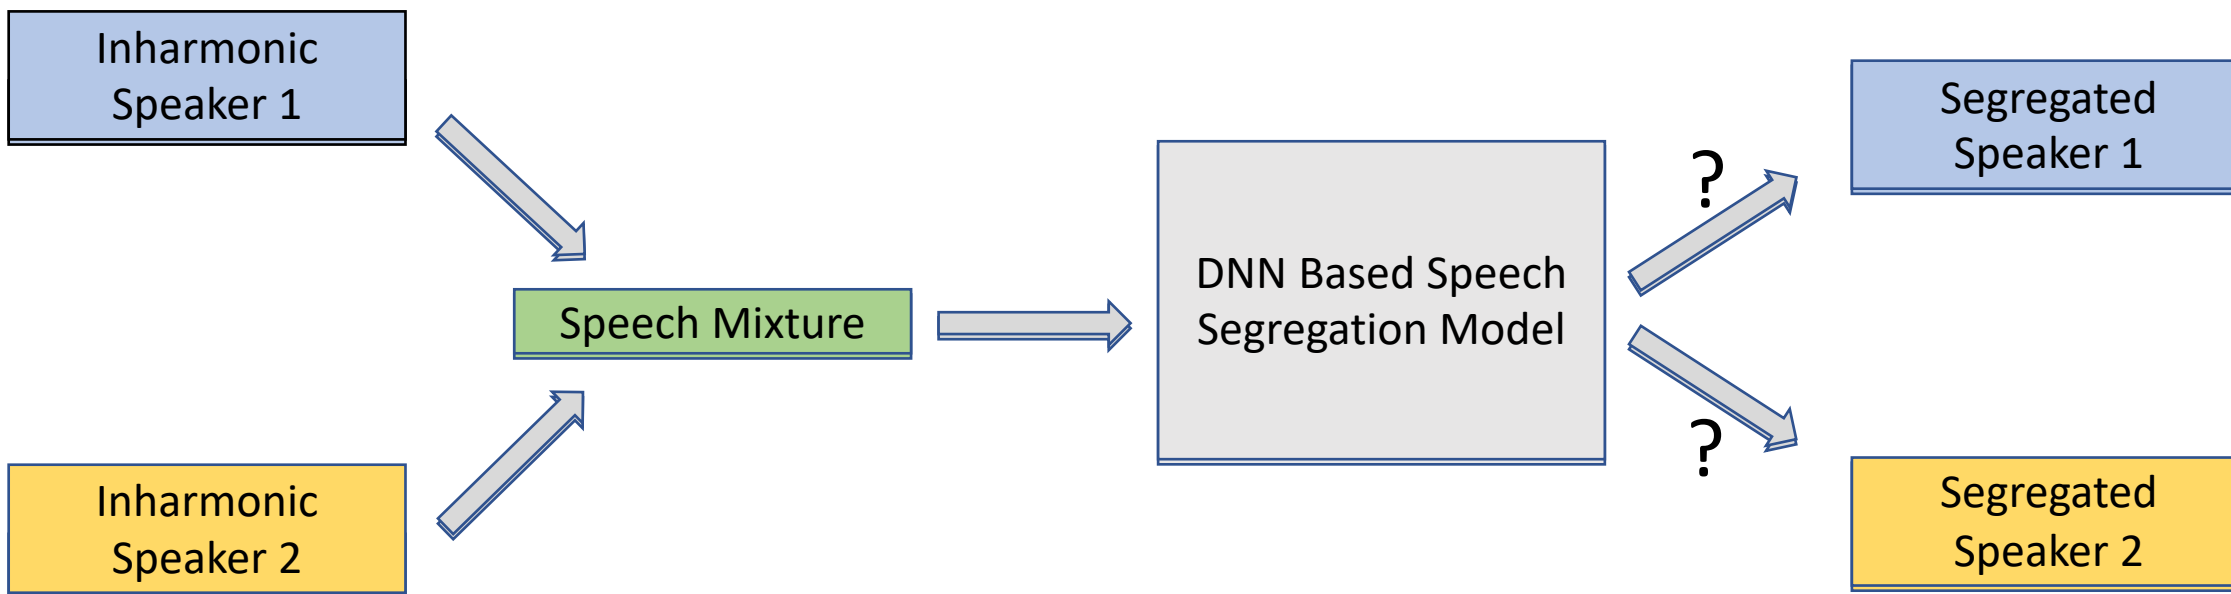 Inharmonic
Speaker 1
Inharmonic
Speaker 2
Speech Mixture
DNN Based Speech
Segregation Model
?
?
Segregated
Speaker 1
Segregated
Speaker 2